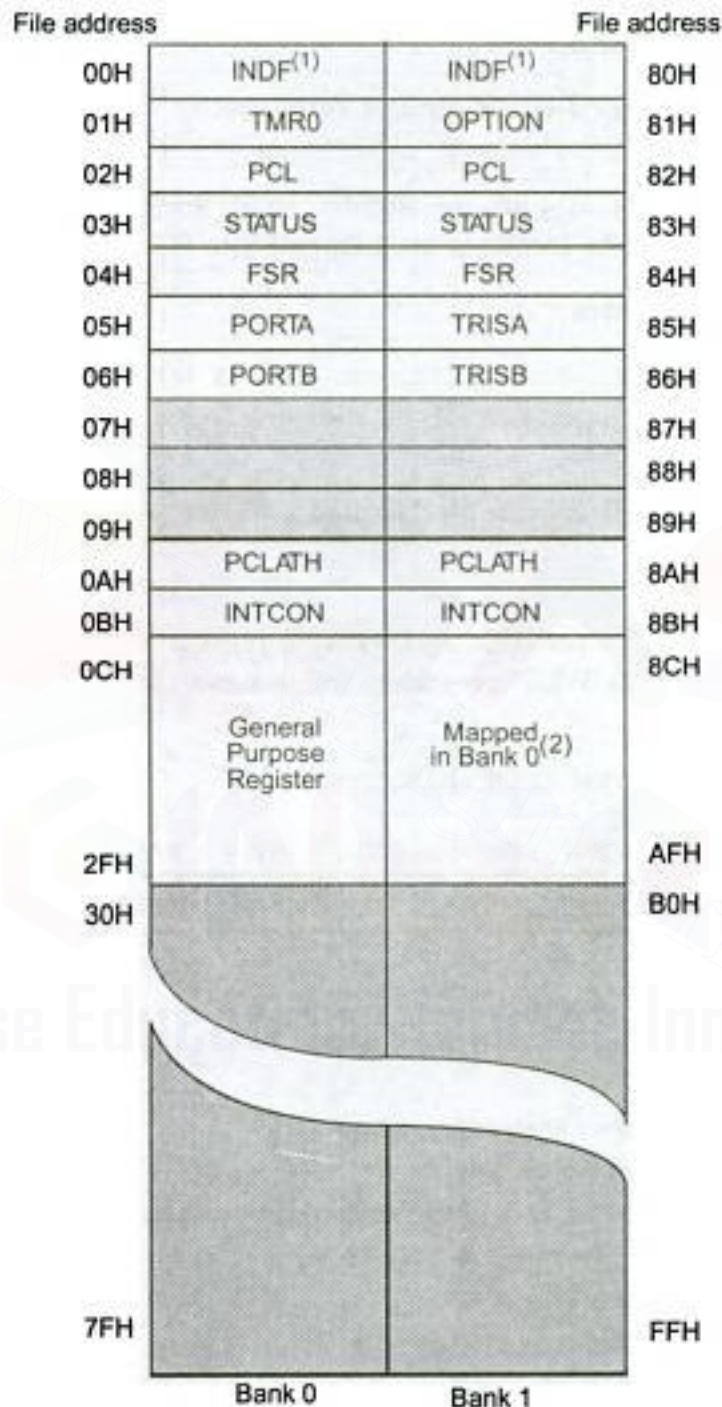 File address File address
00H INDF(1) INDF(1) 80H
01H TMR0 OPTION 81H
02H PCL PCL 82H
03H STATUS STATUS 83H
04H FSR FSR 84H
05H PORTA TRISA 85H
06H PORTB TRISB 86H
07H 87H
08H 88H
09H 89H
0AH PCLATH PCLATH 8AH
0BH INTCON INTCON 8BH
0CH 8CH
General Mapped
Purpose in Bank 0(2)
Register
2FH AFH
30H B0H
7FH FFH
Bank 0 Bank 1